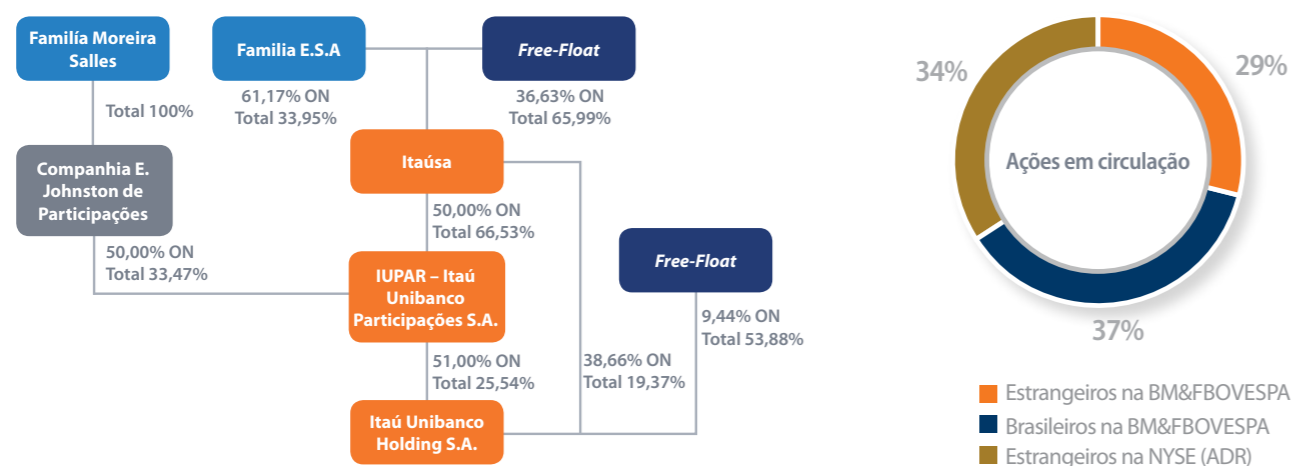 Familía Moreira
Salles
Familia E.S.A
Free-Float
Total 100%
61,17% ON
Total 33,95%
36,63% ON
Total 65,99%
Companhia E.
Johnston de
Participações
Itaúsa
50,00% ON
Total 66,53%
50,00% ON
Total 33,47%
IUPAR – Itaú
Unibanco
Participações S.A.
Free-Float
9,44% ON
Total 53,88%
51,00% ON
Total 25,54%
38,66% ON
Total 19,37%
Itaú Unibanco
Holding S.A.
34%
29%
Ações em circulação
37%
Estrangeiros na BM&FBOVESPA
Brasileiros na BM&FBOVESPA
Estrangeiros na NYSE (ADR)